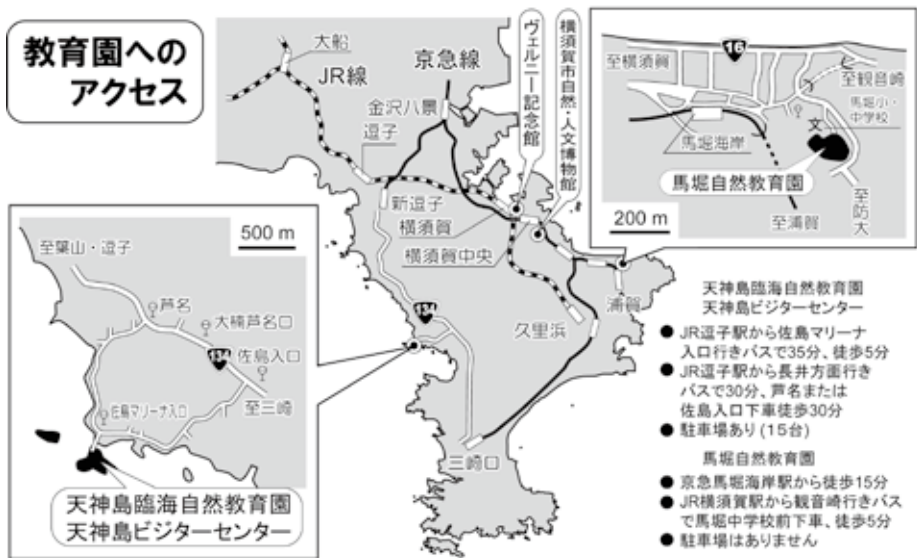 教育園への
アクセス
大船
JR線
京急線
金沢八景
逗子
新逗子
横須賀
横須賀中央
ヴェルニー記念館
横須賀市自然・人文博物館
浦賀
久里浜
134
三崎口
16
至横須賀
至観音崎
馬堀小・
中学校
文
馬堀海岸
馬堀自然教育園
200 m
至浦賀
至防大
500 m
至葉山・逗子
芦名
大楠芦名口
134
佐島入口
至三崎
佐島マリーナ入口
天神島臨海自然教育園
天神島ビジターセンター
天神島臨海自然教育園
天神島ビジターセンター
● JR逗子駅から佐島マリーナ
入口行きバスで35分、徒歩5分
● JR逗子駅から長井方面行き
バスで30分、芦名または
佐島入口下車徒歩30分
● 駐車場あり(15台)
馬堀自然教育園
● 京急馬堀海岸駅から徒歩15分
● JR横須賀駅から観音崎行きバス
で馬堀中学校前下車、徒歩5分
● 駐車場はありません